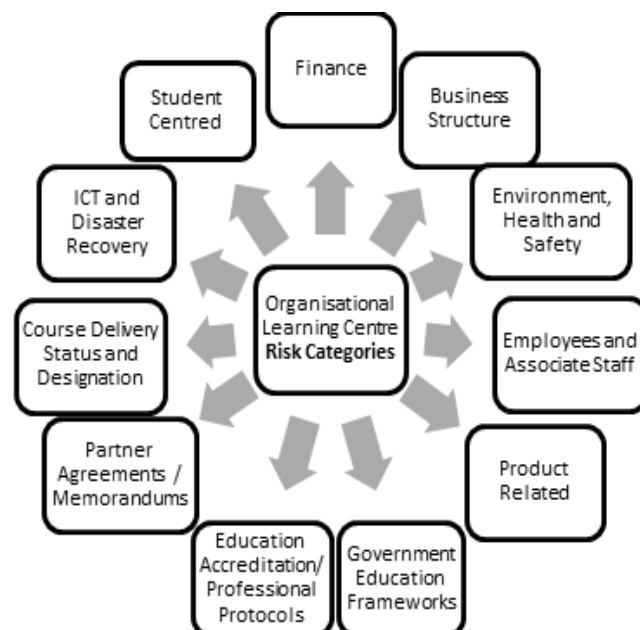 Finance
Student
Centred
Business
Structure
ICT and
Disaster
Recovery
Environment,
Health and
Safety
Organisational
Learning Centre
Risk Categories
Course Delivery
Status and
Designation
Employees and
Associate Staff
Partner
Agreements /
Memorandums
Product
Related
Education
Accreditation/
Professional
Protocols
Government
Education
Frameworks